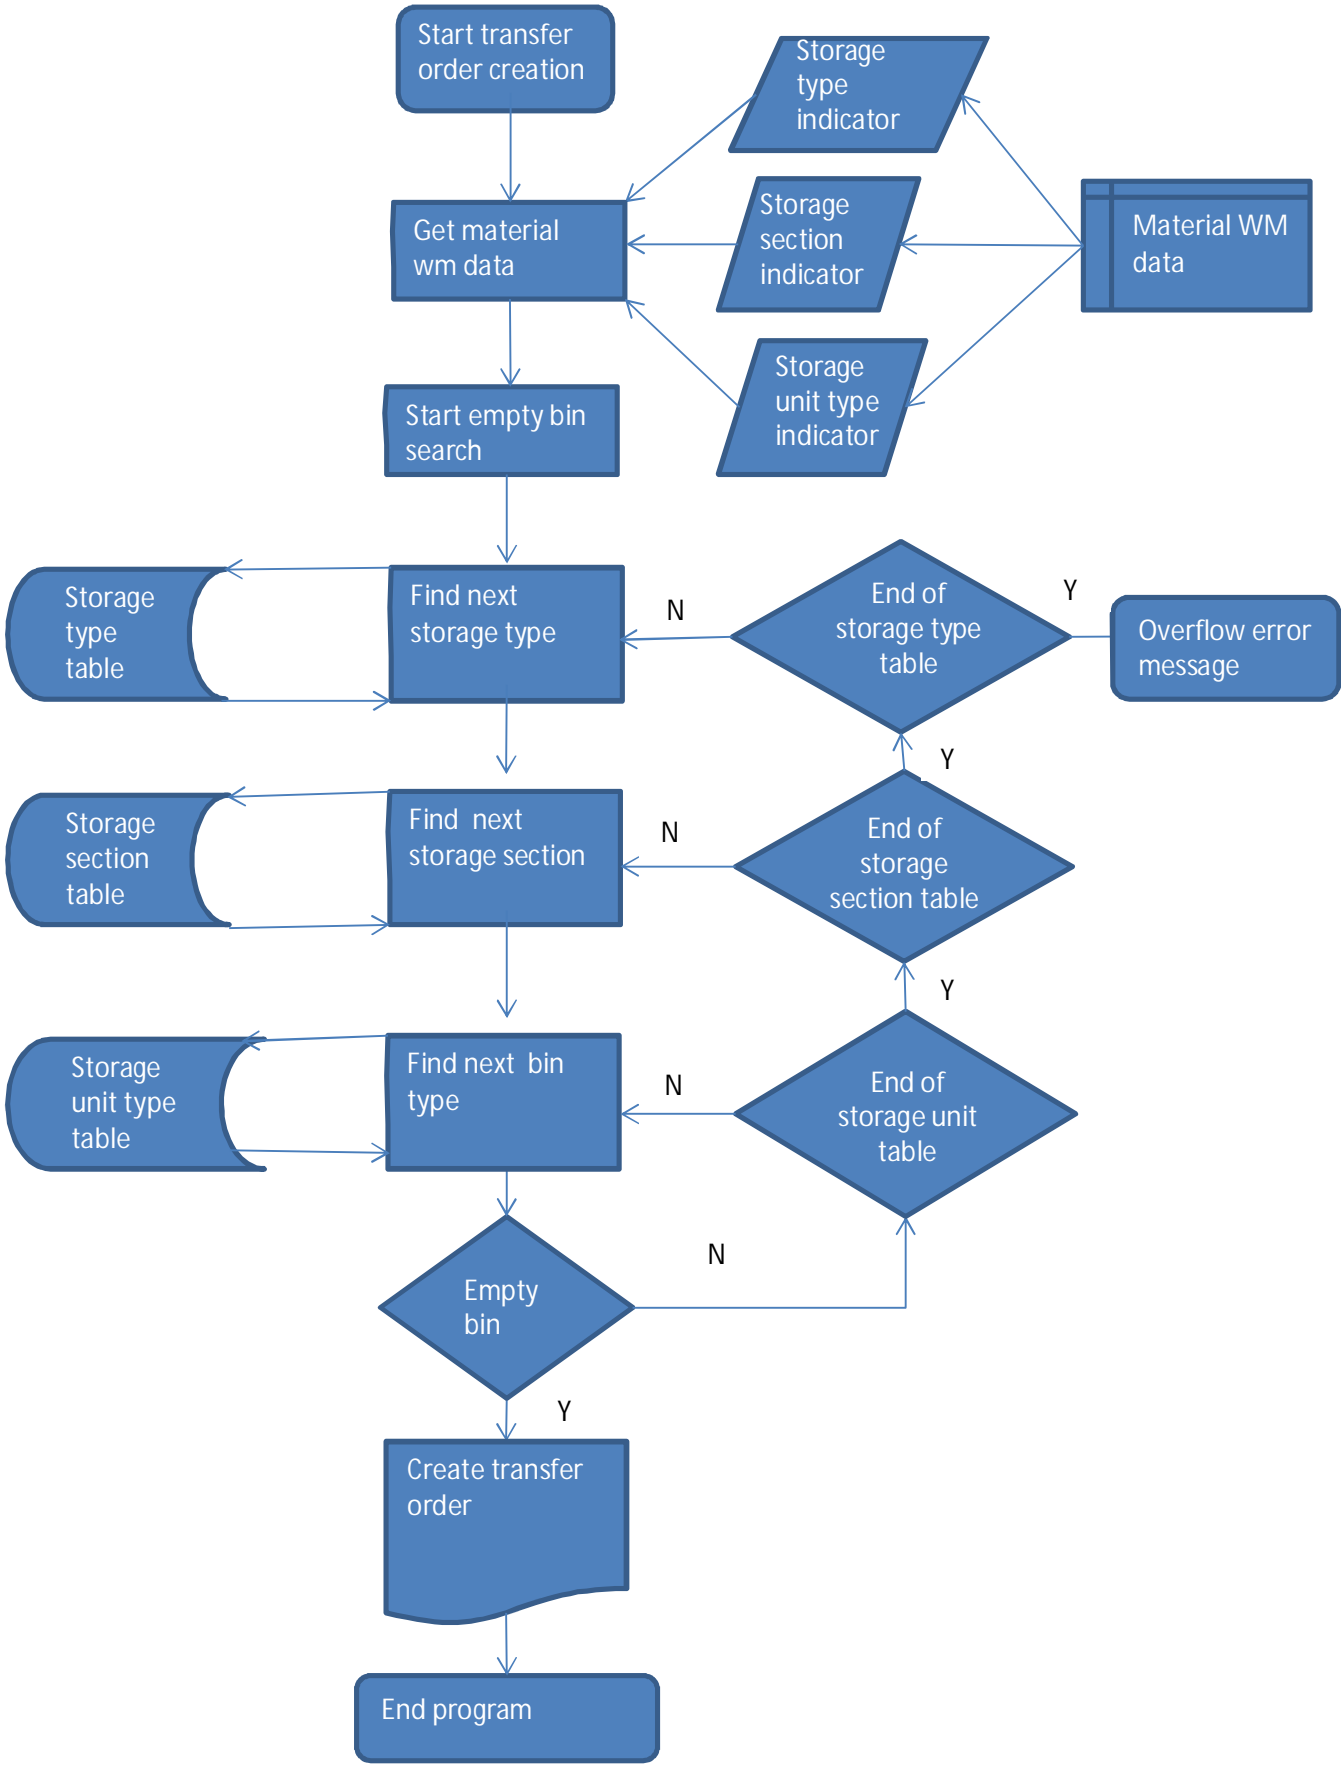 Start transfer
order creation
Storage
type
indicator
Storage
section
indicator
Material WM
data
Get material
wm data
Storage
unit type
indicator
Start empty bin
search
Storage
type
table
Find next
storage type
N
End of
storage type
table
Y
Overflow error
message
Y
Storage
section
table
Find  next
storage section
N
End of
storage
section table
Y
Storage
unit type
table
Find next  bin
type
N
End of
storage unit
table
Empty
bin
N
Y
Create transfer
order
End program